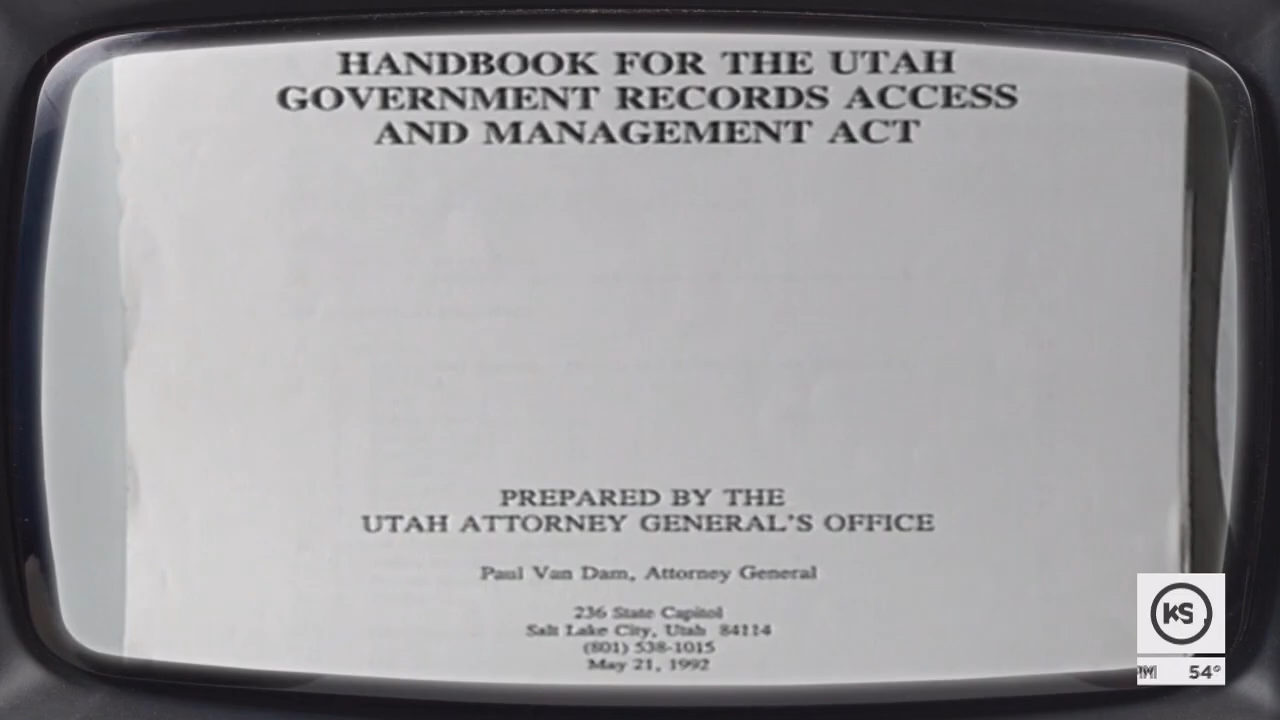 HANDBOOK FOR THE UTAH
GOVERNMENT RECORDS ACCESS
AND MANAGEMENT ACT
PREPARED BY THE
UTAH ATTORNEY GENERAL'S OFFICE
Paul Van Dam, Attorney General
236 State Capitol
Salt Lake City, Utah 84114
(801) 538-1015
May 21, 1992
KS
54°